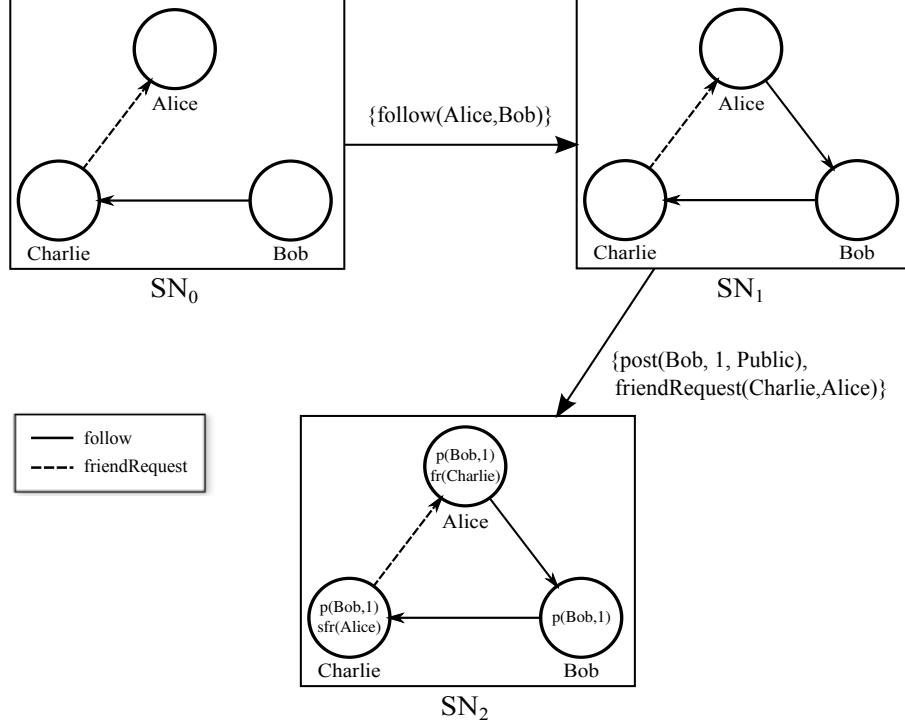 Alice
Charlie
Bob
SN0
{follow(Alice,Bob)}
Alice
Charlie
Bob
SN1
{post(Bob, 1, Public),
friendRequest(Charlie,Alice)}
follow
friendRequest
p(Bob,1)
fr(Charlie)
Alice
p(Bob,1)
sfr(Alice)
Charlie
p(Bob,1)
Bob
SN2